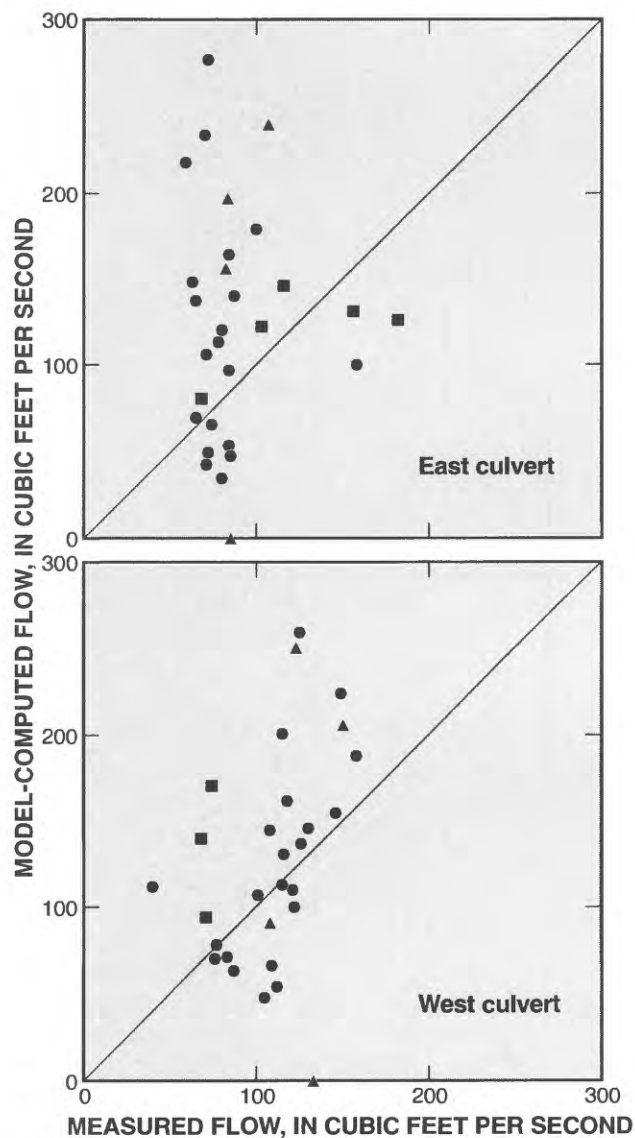 MODEL-COMPUTED FLOW, IN CUBIC FEET PER SECOND
300
200
100
0
East culvert
300
200
100
0
West culvert
0 100 200 300
MEASURED FLOW, IN CUBIC FEET PER SECOND